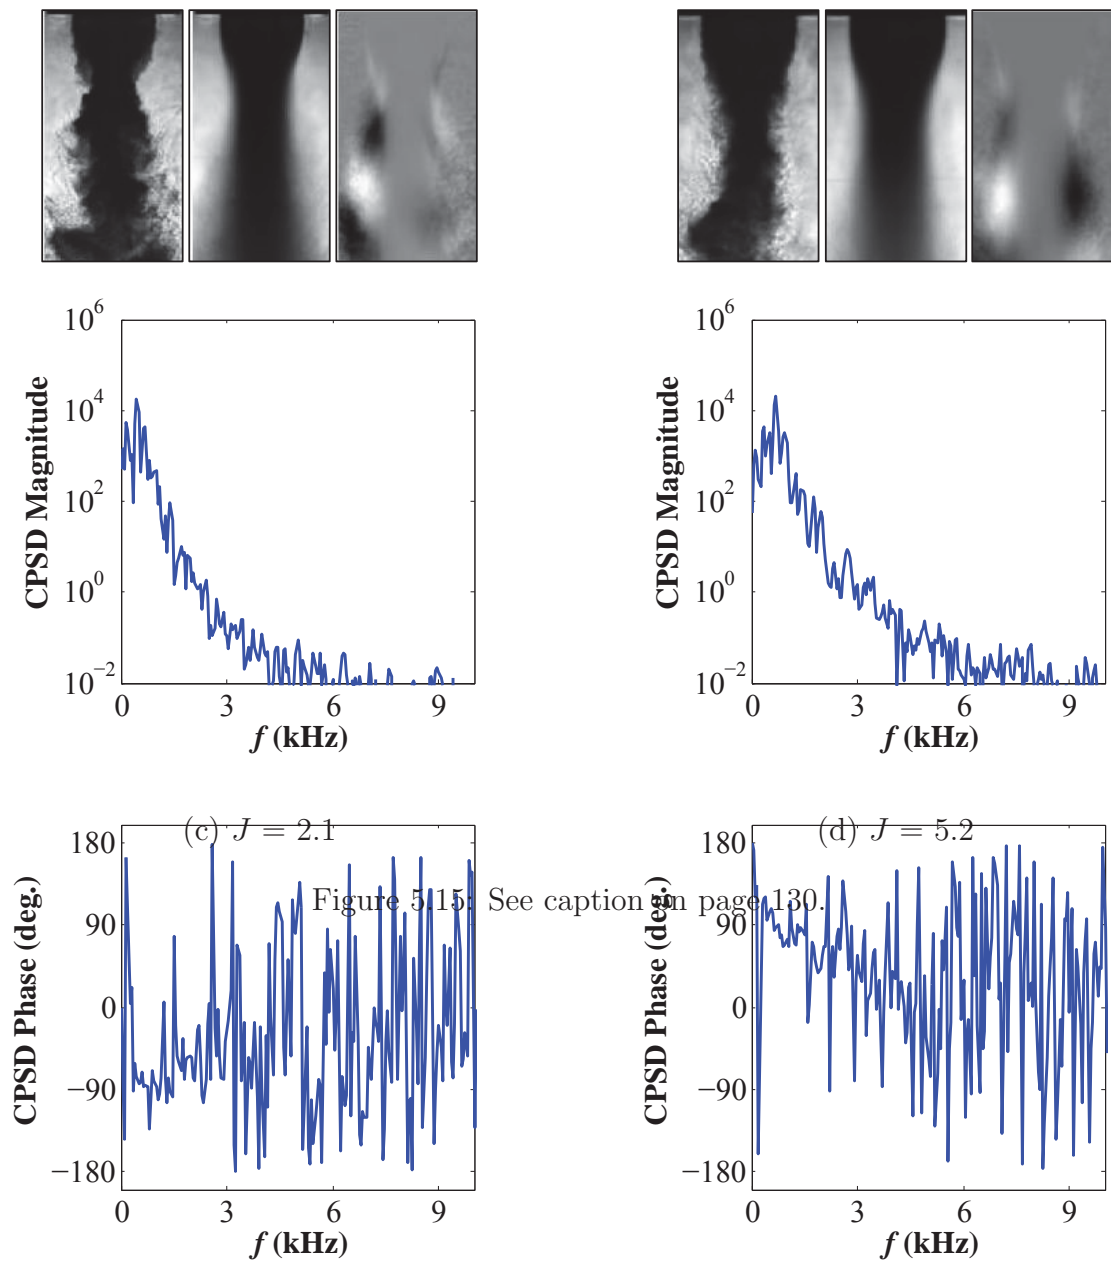 10^6
10^4
10^2
10^0
10^−2
CPSD Magnitude
0 3 6 9
f (kHz)
10^6
10^4
10^2
10^0
10^−2
CPSD Magnitude
0 3 6 9
f (kHz)
180
90
0
−90
−180
CPSD Phase (deg.)
0 3 6 9
f (kHz)
180
90
0
−90
−180
CPSD Phase (deg.)
0 3 6 9
f (kHz)
(c) J = 2.1
(d) J = 5.2
Figure 5.15: See caption on page 130.